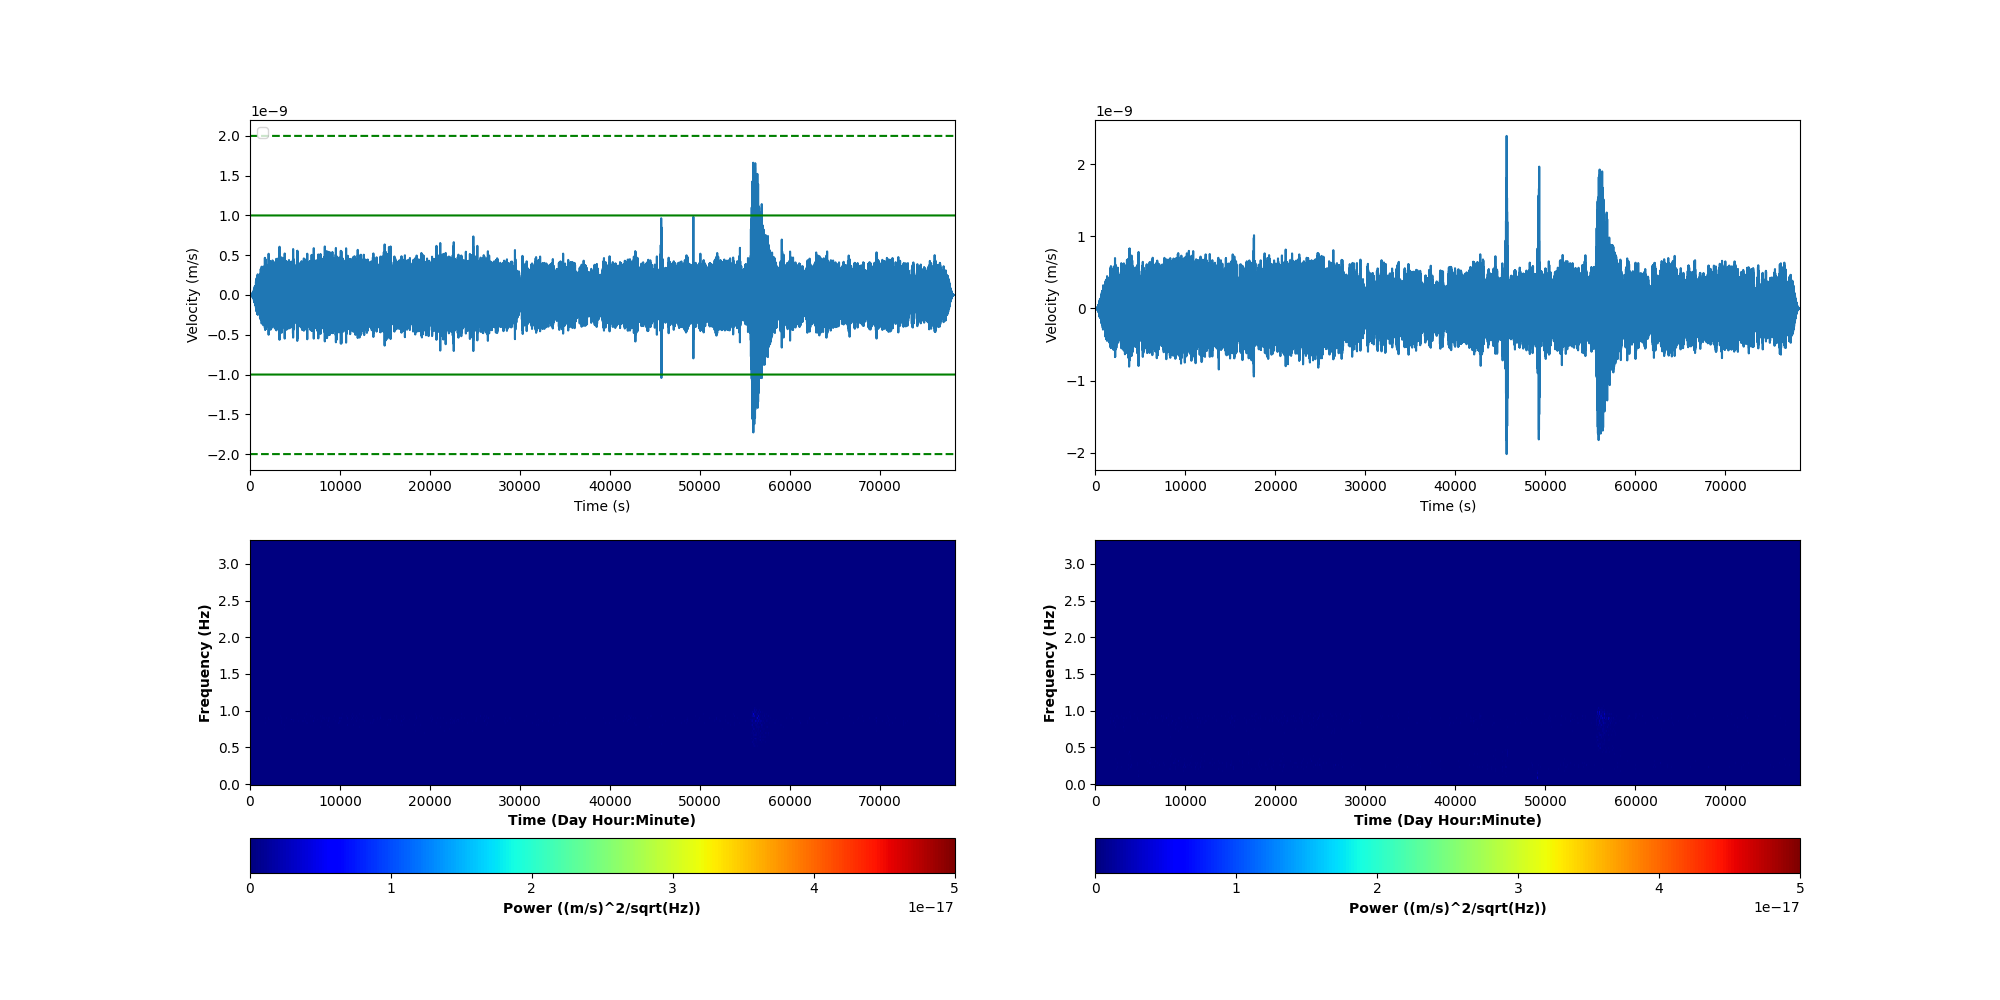 1e−9
2.0
1.5
1.0
0.5
0.0
−0.5
−1.0
−1.5
−2.0
Velocity (m/s)
0 10000 20000 30000 40000 50000 60000 70000
Time (s)
1e−9
2
1
0
−1
−2
Velocity (m/s)
0 10000 20000 30000 40000 50000 60000 70000
Time (s)
3.0
2.5
2.0
1.5
1.0
0.5
0.0
Frequency (Hz)
0 10000 20000 30000 40000 50000 60000 70000
Time (Day Hour:Minute)
0 1 2 3 4 5
Power ((m/s)^2/sqrt(Hz))
1e−17
3.0
2.5
2.0
1.5
1.0
0.5
0.0
Frequency (Hz)
0 10000 20000 30000 40000 50000 60000 70000
Time (Day Hour:Minute)
0 1 2 3 4 5
Power ((m/s)^2/sqrt(Hz))
1e−17